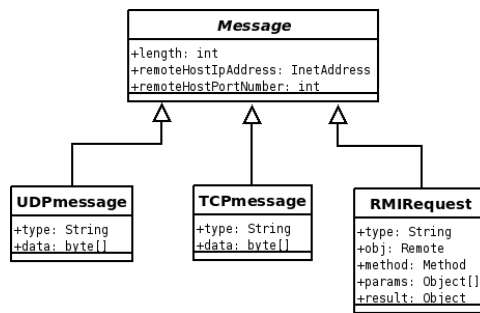 Message
+length: int
+remoteHostIpAddress: InetAddress
+remoteHostPortNumber: int
UDPmessage
+type: String
+data: byte[]
TCPmessage
+type: String
+data: byte[]
RMIRequest
+type: String
+obj: Remote
+method: Method
+params: Object[]
+result: Object